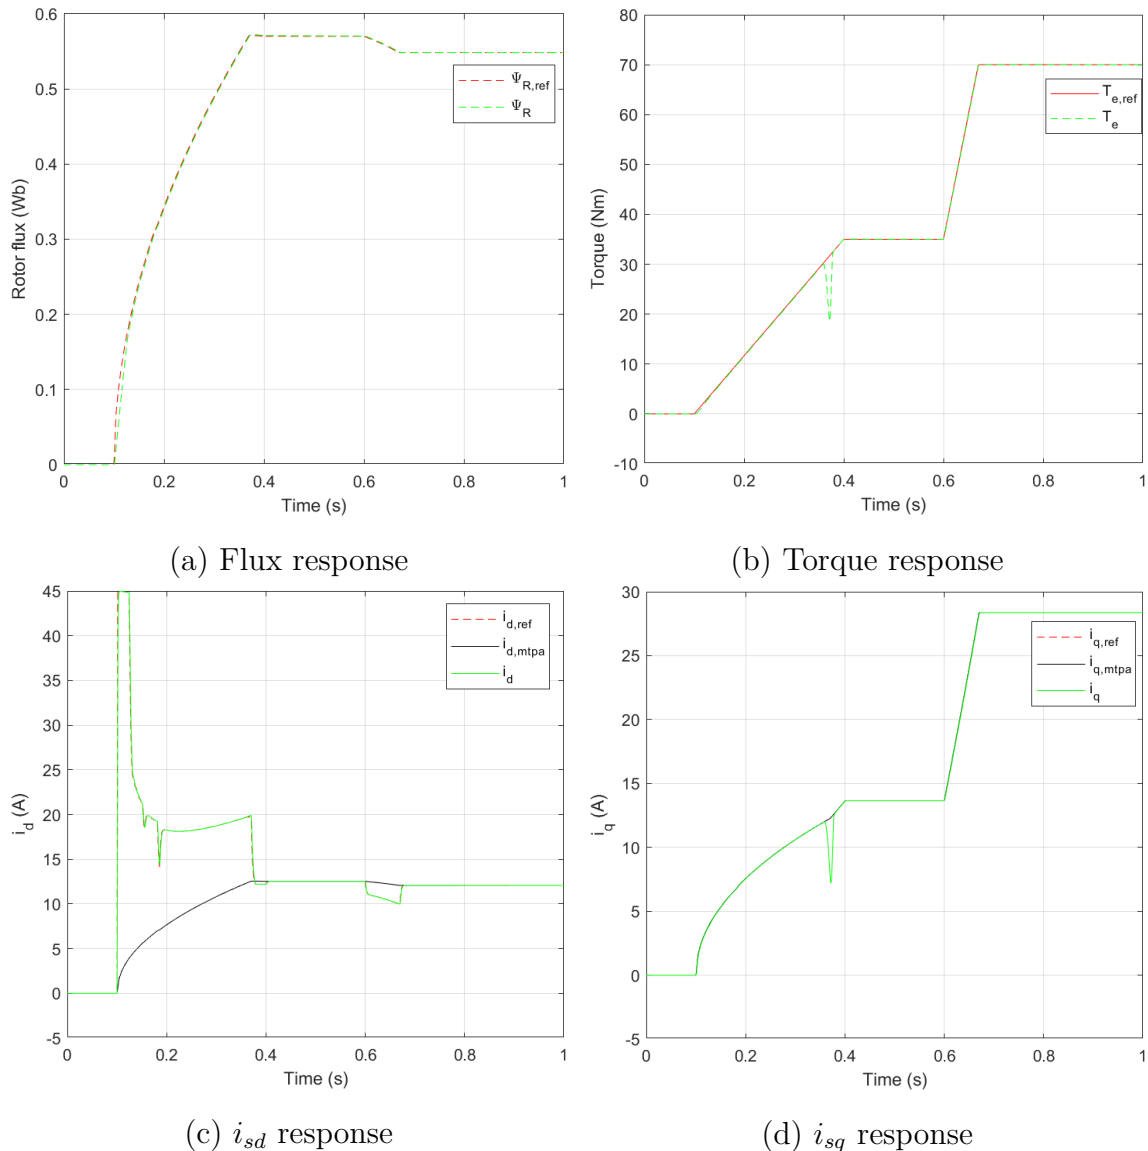 0.6
0.5
0.4
0.3
0.2
0.1
0
Rotor flux (Wb)
0 0.2 0.4 0.6 0.8 1
Time (s)
Ψ_R,ref
Ψ_R
(a) Flux response
80
70
60
50
40
30
20
10
0
-10
Torque (Nm)
0 0.2 0.4 0.6 0.8 1
Time (s)
T_e,ref
T_e
(b) Torque response
45
40
35
30
25
20
15
10
5
0
-5
i_d (A)
0 0.2 0.4 0.6 0.8 1
Time (s)
i_d,ref
i_d,mtpa
i_d
(c) i_sd response
30
25
20
15
10
5
0
-5
i_q (A)
0 0.2 0.4 0.6 0.8 1
Time (s)
i_q,ref
i_q,mtpa
i_q
(d) i_sq response